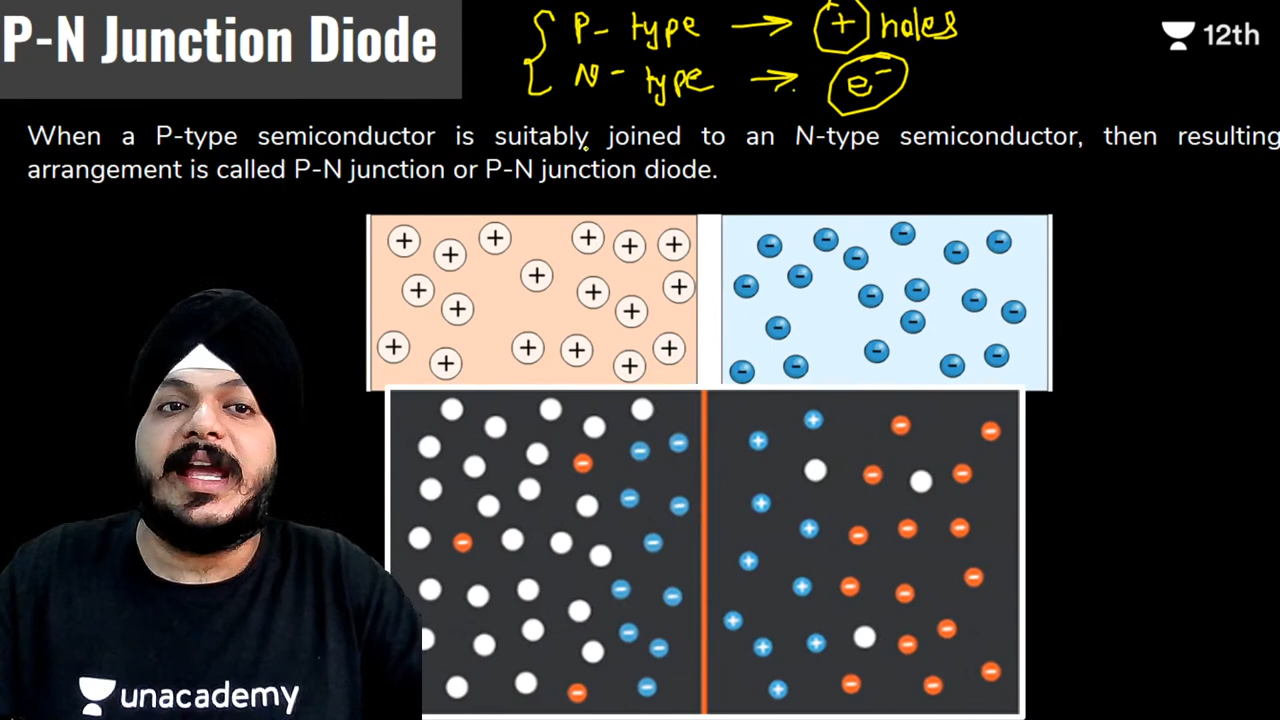 P-N Junction Diode
{ P- type → (+) holes
N- type → (e⁻)
12th
When a P-type semiconductor is suitably joined to an N-type semiconductor, then resulting
arrangement is called P-N junction or P-N junction diode.
unacademy